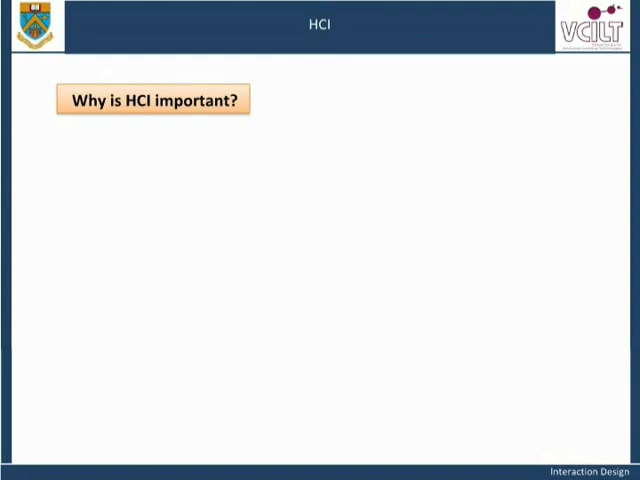 HCI
VCILT
Why is HCI important?
Interaction Design